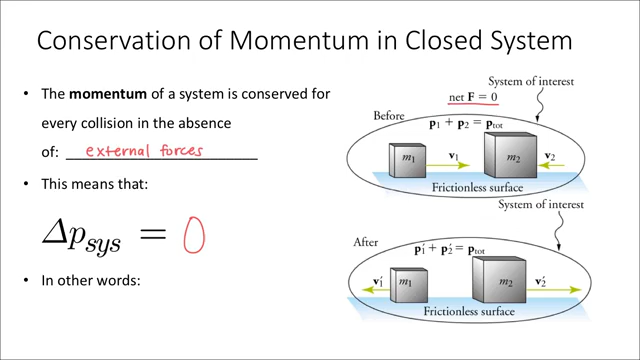 Conservation of Momentum in Closed System
• The momentum of a system is conserved for
every collision in the absence
of: external forces
• This means that:
Δp_sys = 0
• In other words:
System of interest
net F = 0
Before
p₁ + p₂ = p_tot
m₁
v₁
m₂
v₂
Frictionless surface
System of interest
After
p′₁ + p′₂ = p_tot
v′₁
m₁
m₂
v′₂
Frictionless surface